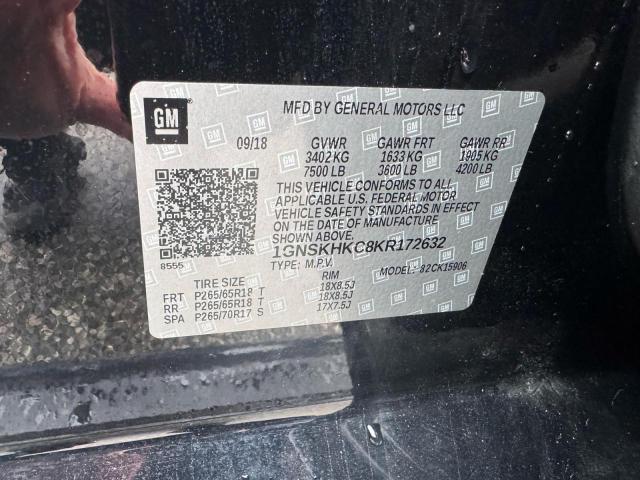 GM
MFD BY GENERAL MOTORS LLC
09/18 GVWR GAWR FRT GAWR RR
3402 KG 1633 KG 1905 KG
7500 LB 3600 LB 4200 LB
THIS VEHICLE CONFORMS TO ALL
APPLICABLE U.S. FEDERAL MOTOR
VEHICLE SAFETY STANDARDS IN EFFECT
ON THE DATE OF MANUFACTURE
SHOWN ABOVE.
8555 1GNSKHKC8KR172632
TYPE: M.P.V. MODEL: 82CK15906
TIRE SIZE RIM
FRT P265/65R18 T 18X8.5J
RR P265/65R18 T 18X8.5J
SPA P265/70R17 S 17X7.5J